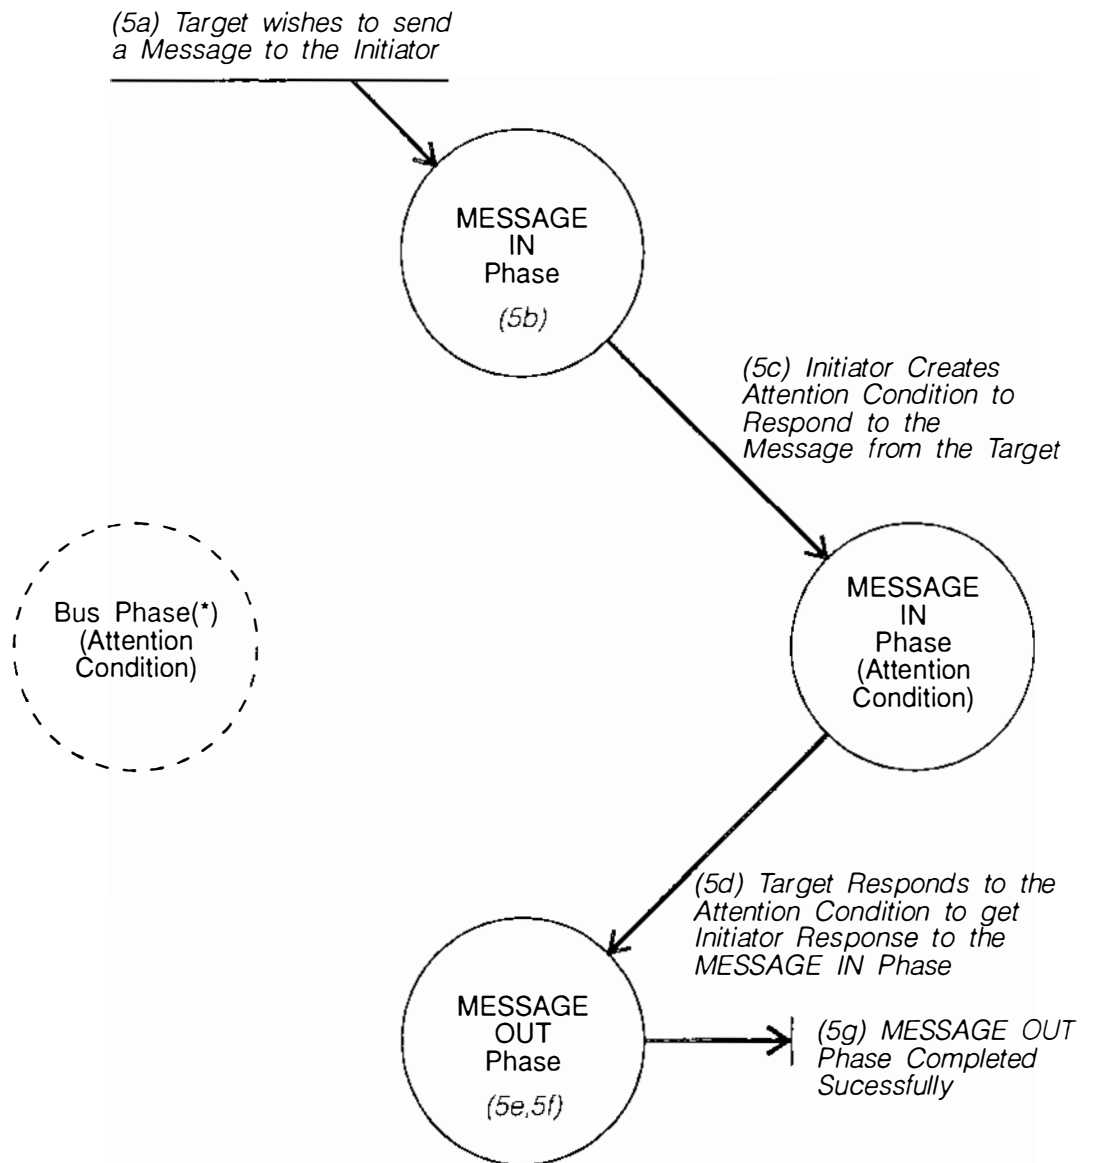 (5a) Target wishes to send
a Message to the Initiator
MESSAGE
IN
Phase
(5b)
(5c) Initiator Creates
Attention Condition to
Respond to the
Message from the Target
Bus Phase(*)
(Attention
Condition)
MESSAGE
IN
Phase
(Attention
Condition)
(5d) Target Responds to the
Attention Condition to get
Initiator Response to the
MESSAGE IN Phase
MESSAGE
OUT
Phase
(5e,5f)
(5g) MESSAGE OUT
Phase Completed
Sucessfully